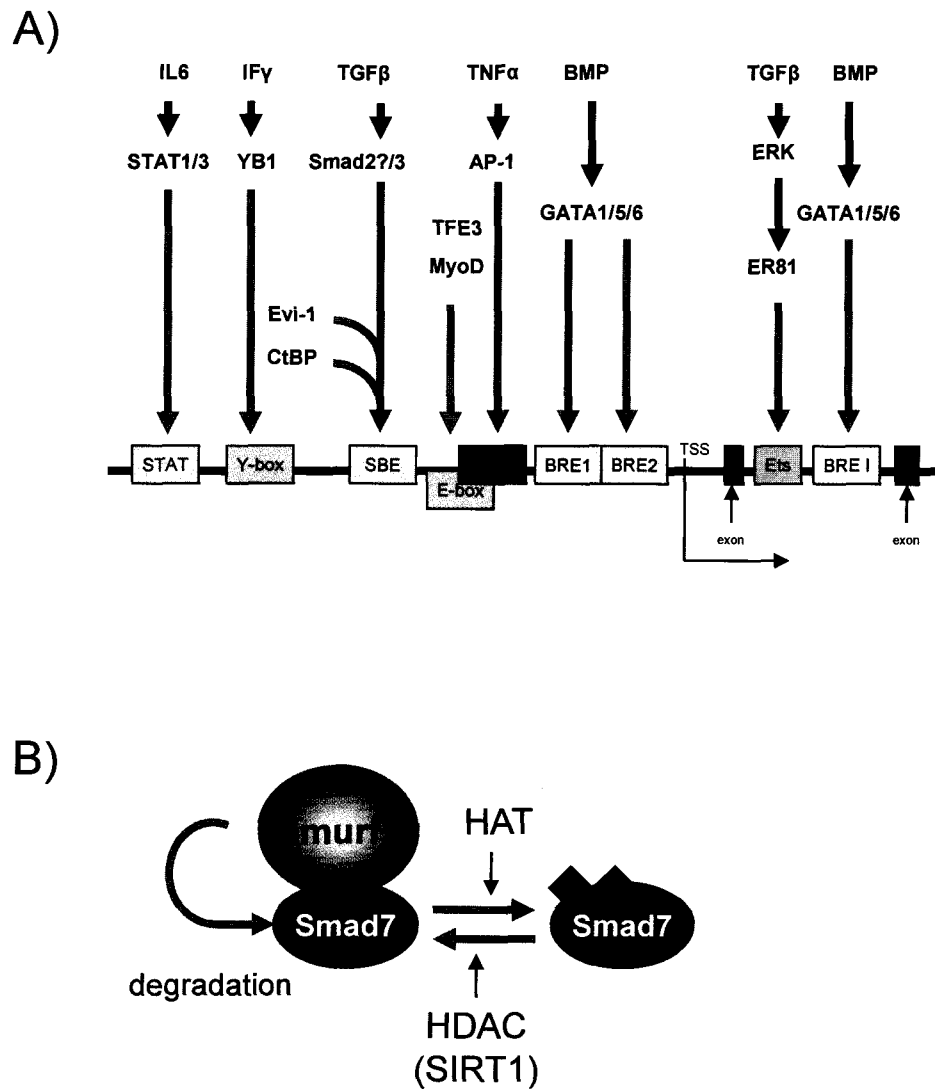 A)
IL6 IFγ TGFβ TNFα BMP TGFβ BMP
STAT1/3 YB1 Smad2?/3 AP-1 ERK
TFE3 GATA1/5/6 GATA1/5/6
MyoD ER81
Evi-1
CtBP
STAT Y-box SBE BRE1 BRE2 TSS Ets BRE I
E-box
exon exon
B)
HAT
Smad7 Smad7
degradation
HDAC
(SIRT1)